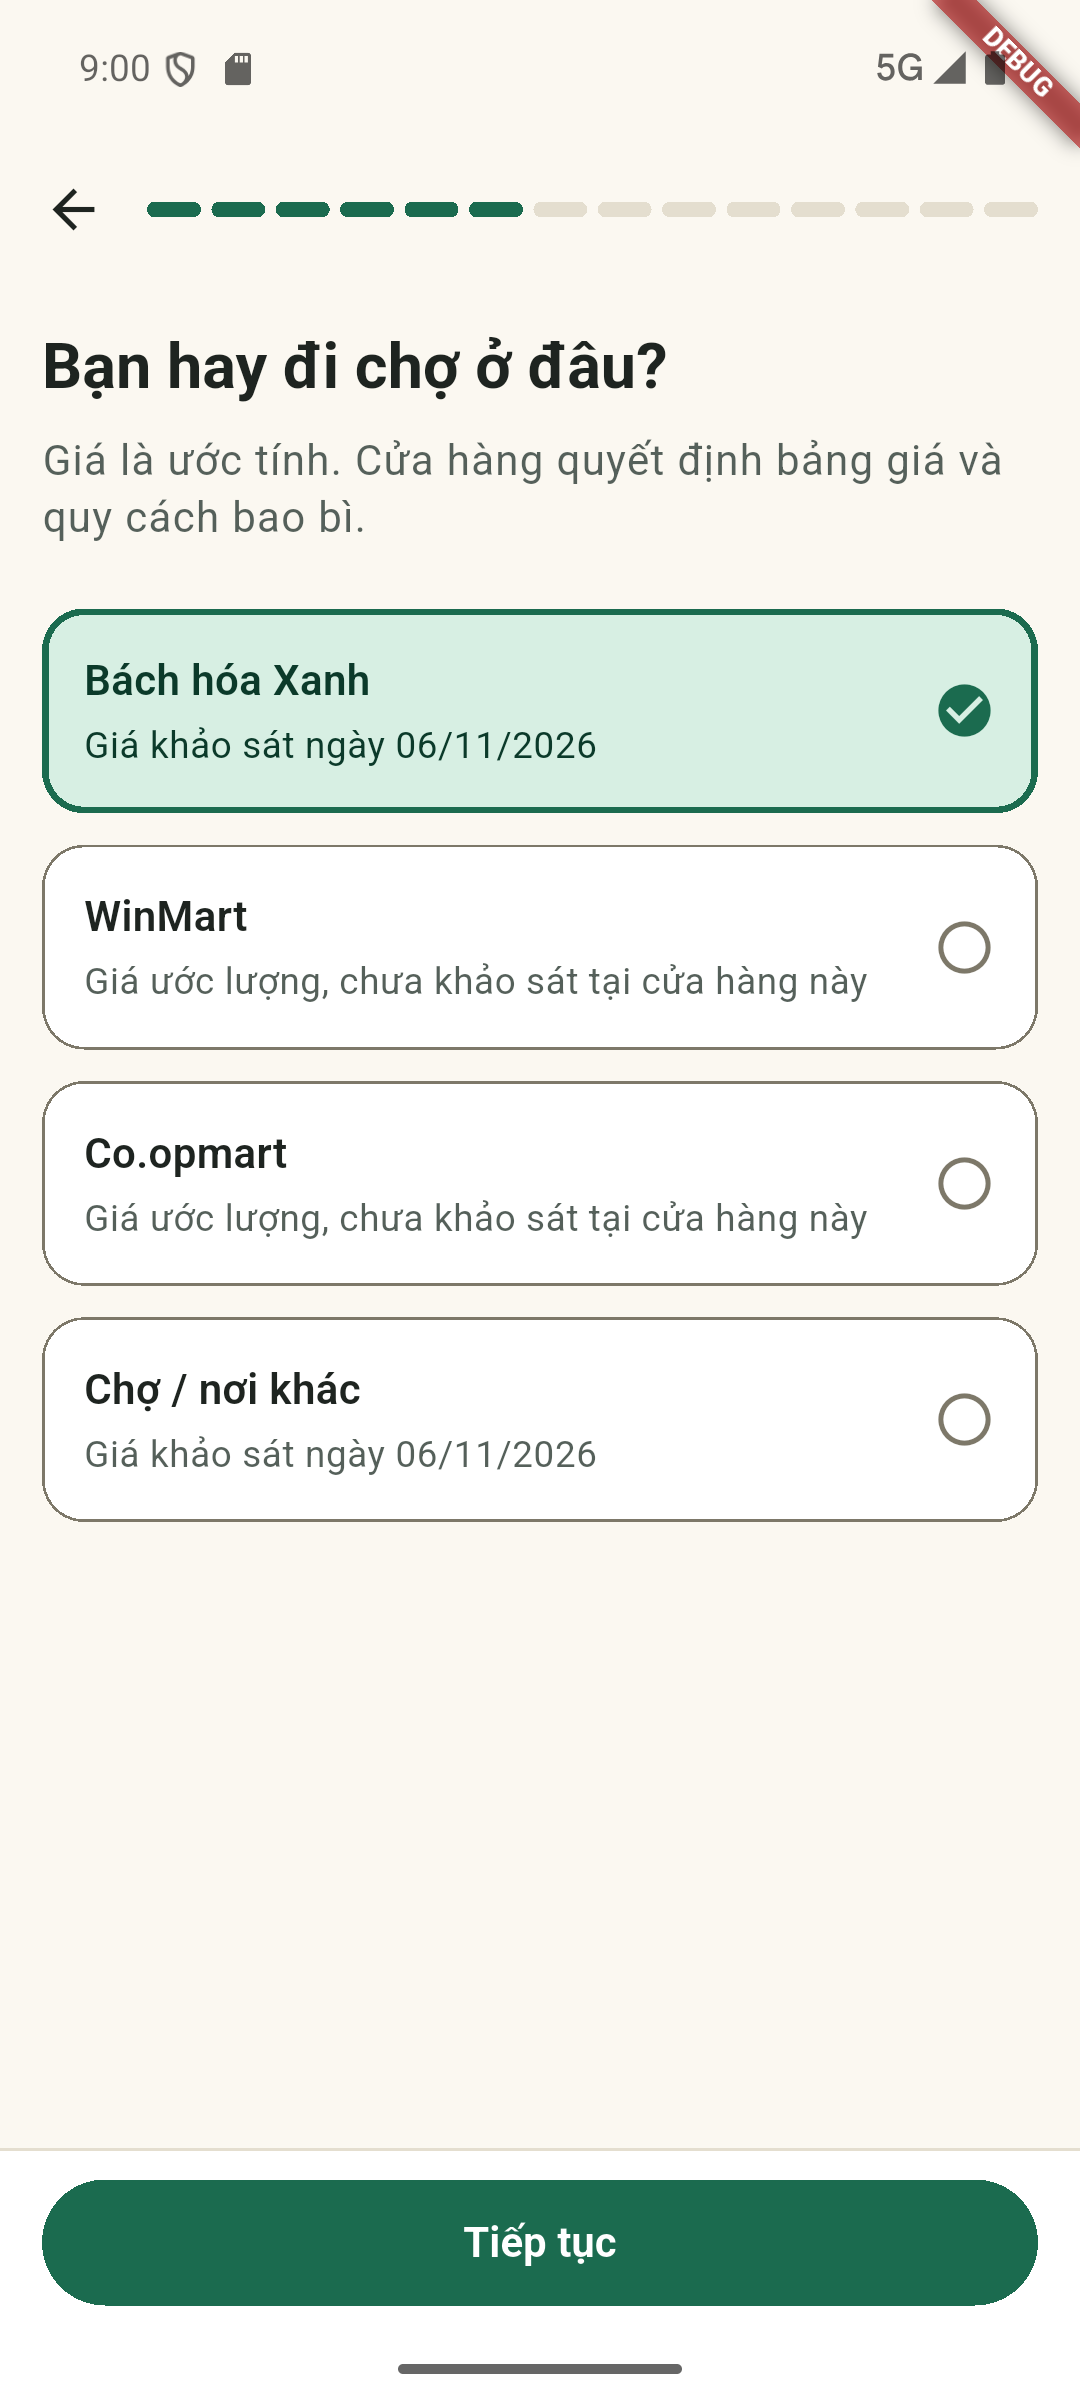 9:00
5G
DEBUG
Bạn hay đi chợ ở đâu?
Giá là ước tính. Cửa hàng quyết định bảng giá và
quy cách bao bì.
Bách hóa Xanh
Giá khảo sát ngày 06/11/2026
WinMart
Giá ước lượng, chưa khảo sát tại cửa hàng này
Co.opmart
Giá ước lượng, chưa khảo sát tại cửa hàng này
Chợ / nơi khác
Giá khảo sát ngày 06/11/2026
Tiếp tục